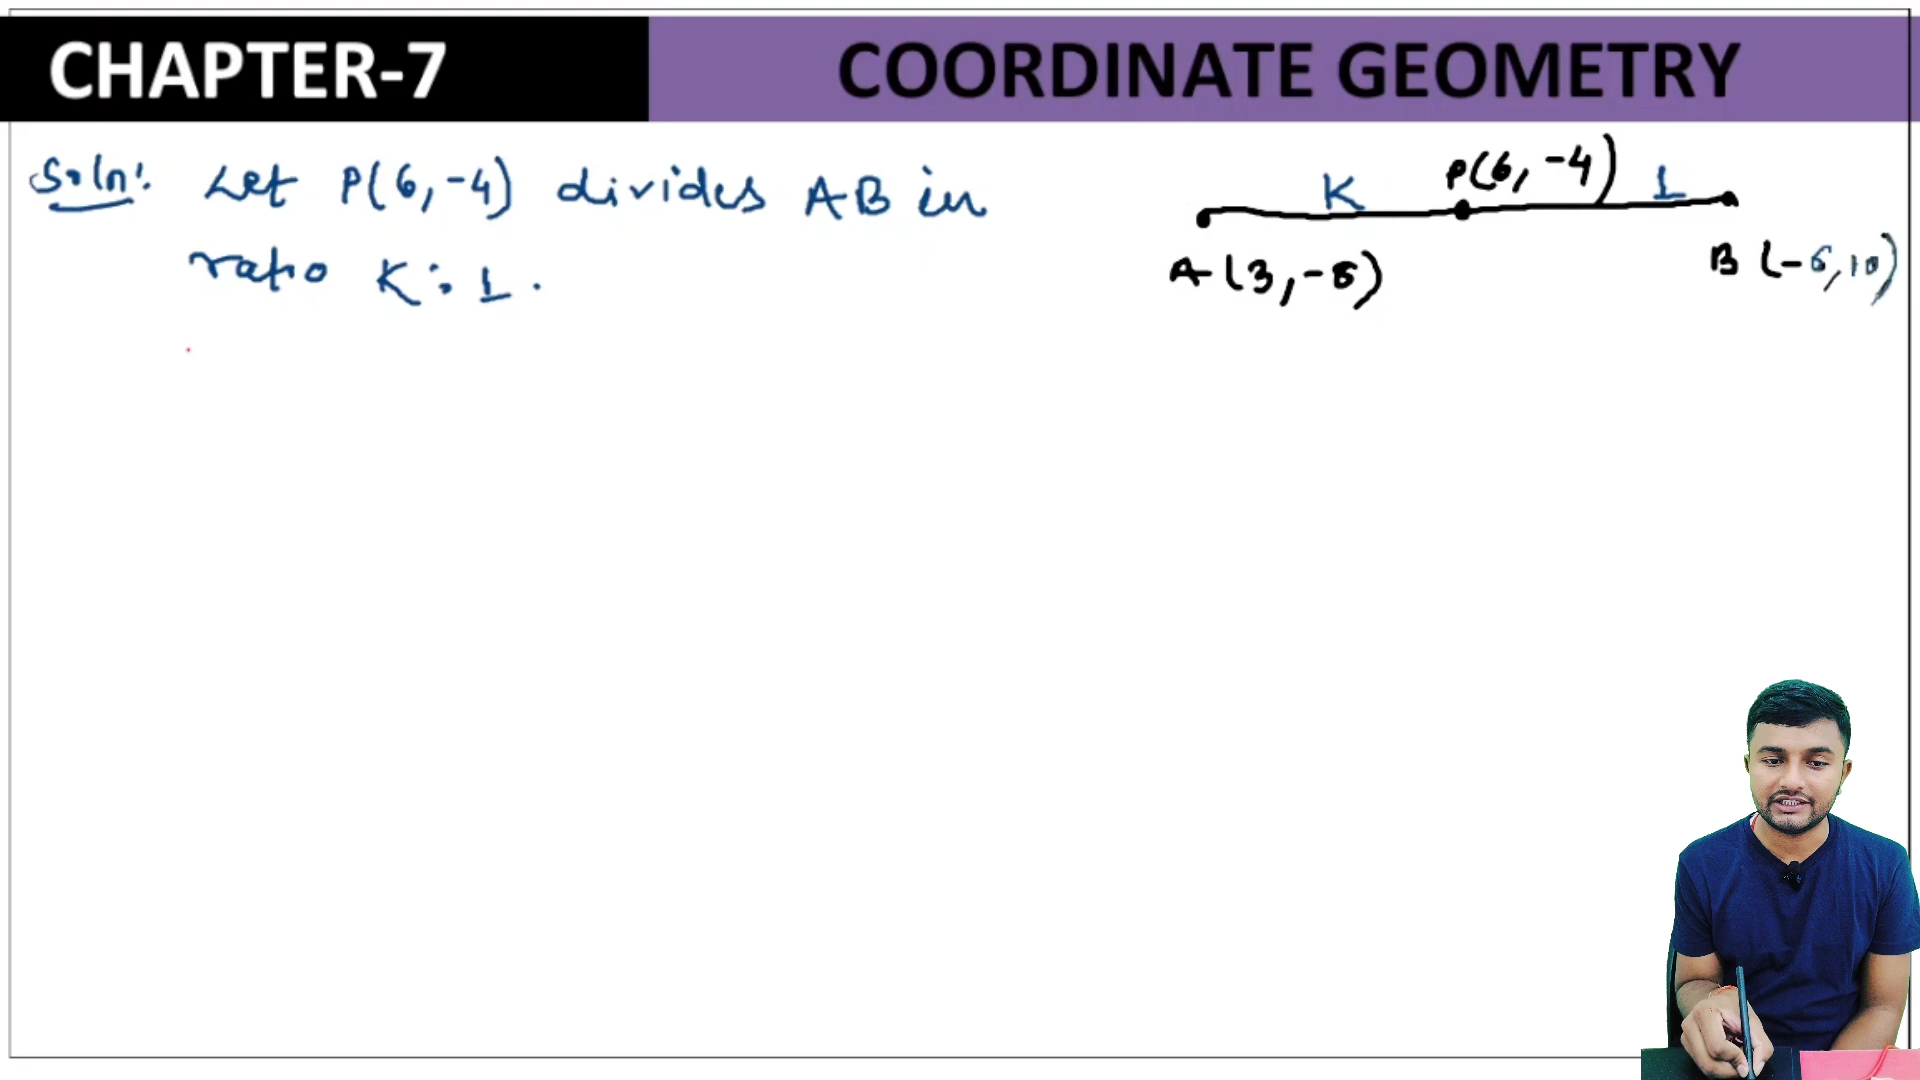 CHAPTER-7
COORDINATE GEOMETRY
Soln: Let P(6,-4) divides AB in
ratio K:1.
K
P(6,-4)
1
A(3,-8)
B(-6,10)